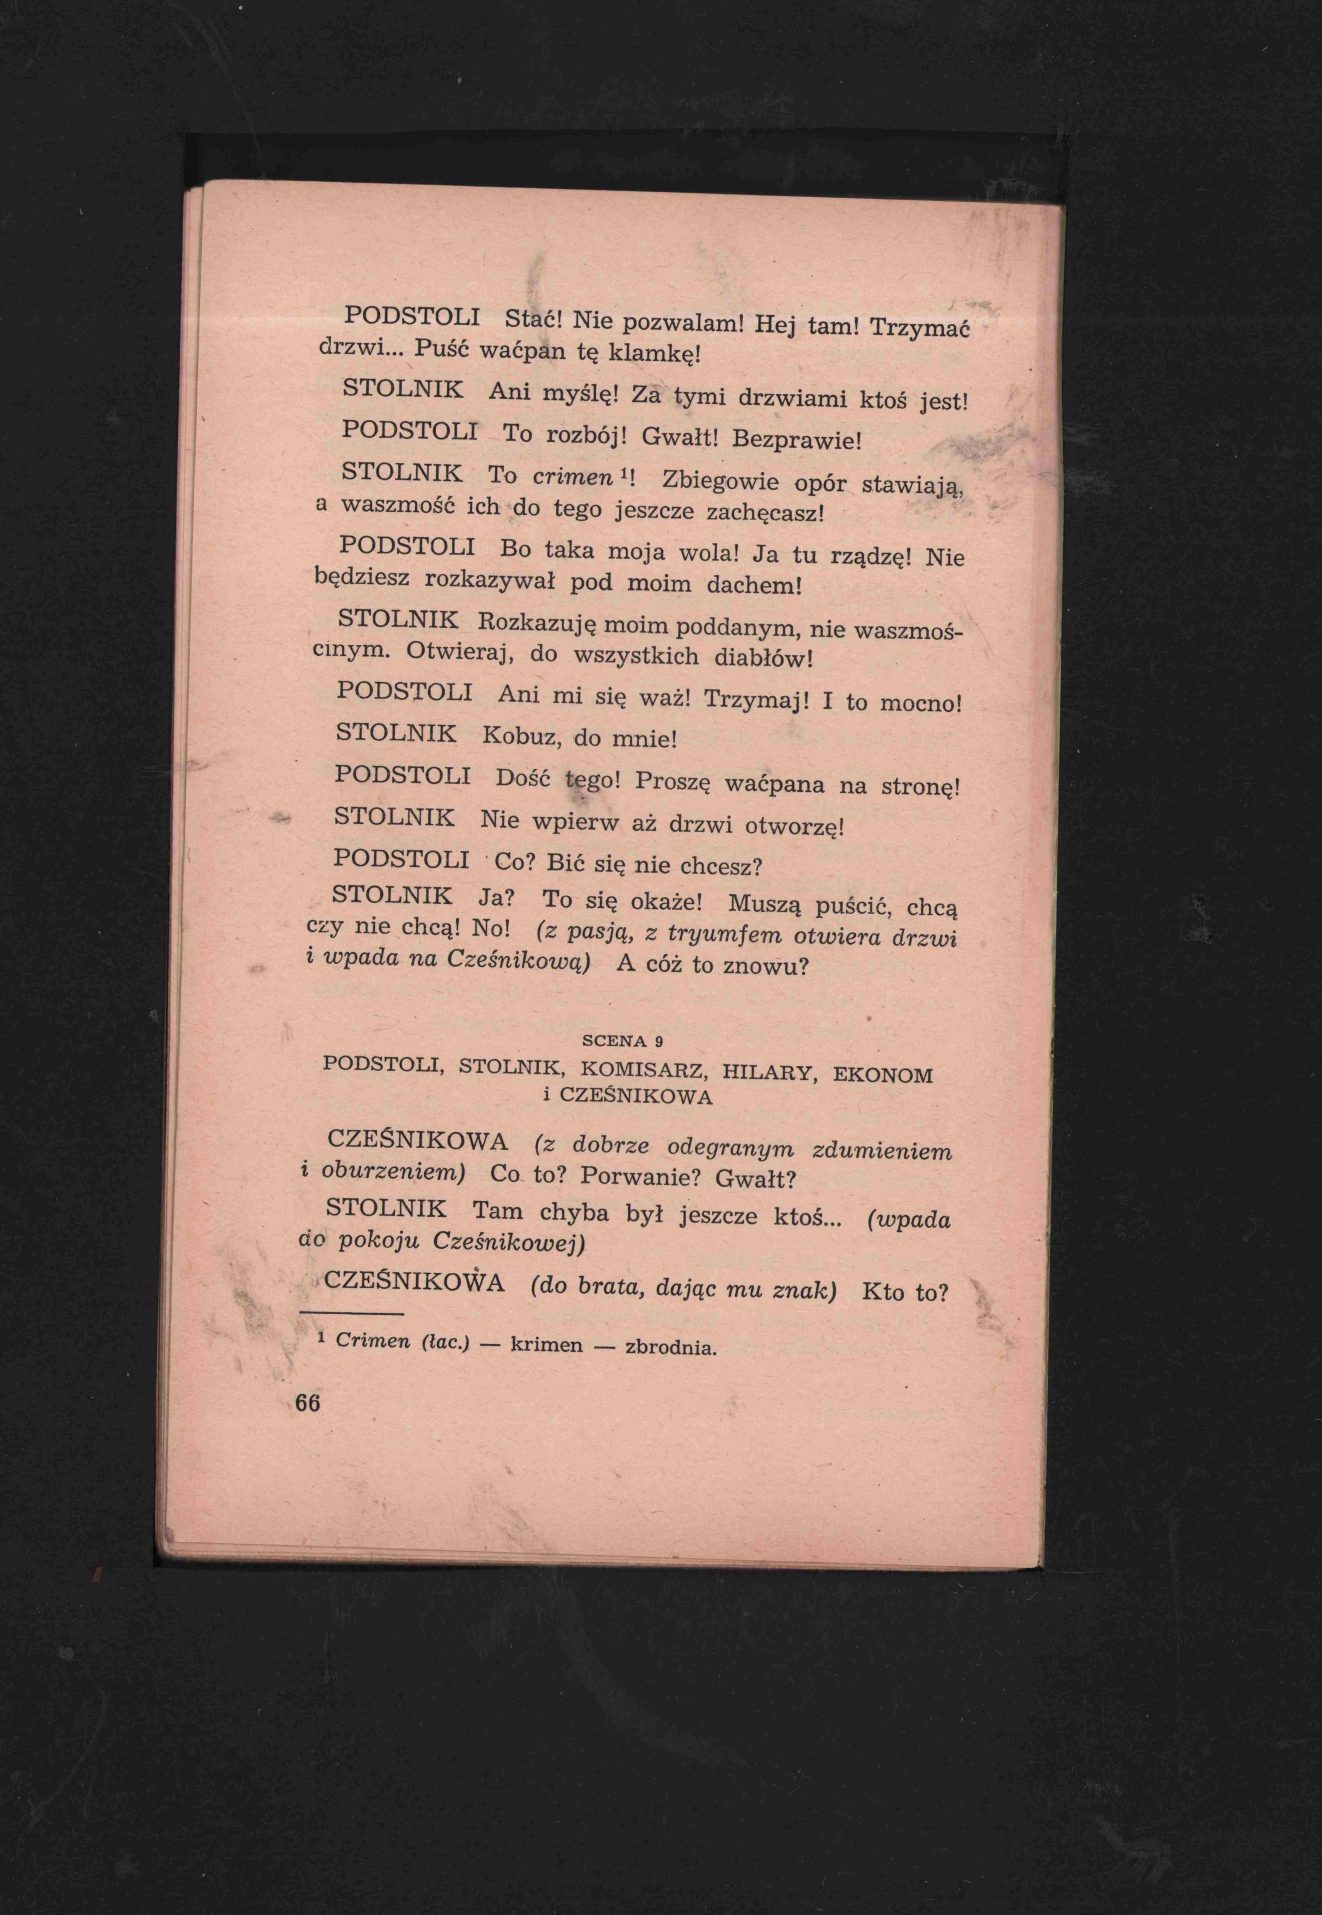 PODSTOLI Stać! Nie pozwalam! Hej tam! Trzymać
drzwi... Puść waćpan tę klamkę!
STOLNIK Ani myślę! Za tymi drzwiami ktoś jest!
PODSTOLI To rozbój! Gwałt! Bezprawie!
STOLNIK To crimen ¹! Zbiegowie opór stawiają,
a waszmość ich do tego jeszcze zachęcasz!
PODSTOLI Bo taka moja wola! Ja tu rządzę! Nie
będziesz rozkazywał pod moim dachem!
STOLNIK Rozkazuję moim poddanym, nie waszmoś-
cinym. Otwieraj, do wszystkich diabłów!
PODSTOLI Ani mi się waż! Trzymaj! I to mocno!
STOLNIK Kobuz, do mnie!
PODSTOLI Dość tego! Proszę waćpana na stronę!
STOLNIK Nie wpierw aż drzwi otworzę!
PODSTOLI Co? Bić się nie chcesz?
STOLNIK Ja? To się okaże! Muszą puścić, chcą
czy nie chcą! No! (z pasją, z tryumfem otwiera drzwi
i wpada na Cześnikową) A cóż to znowu?
SCENA 9
PODSTOLI, STOLNIK, KOMISARZ, HILARY, EKONOM
i CZEŚNIKOWA
CZEŚNIKOWA (z dobrze odegranym zdumieniem
i oburzeniem) Co to? Porwanie? Gwałt?
STOLNIK Tam chyba był jeszcze ktoś... (wpada
do pokoju Cześnikowej)
CZEŚNIKOWA (do brata, dając mu znak) Kto to?
¹ Crimen (łac.) — krimen — zbrodnia.
66